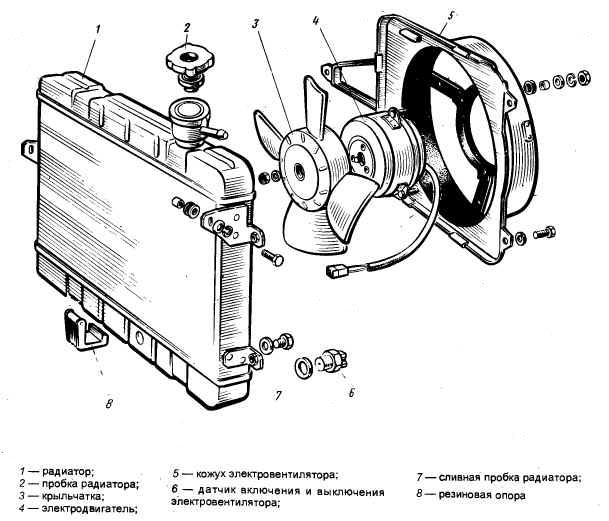 1
2
3
4
5
6
7
8
1 — радиатор;
2 — пробка радиатора;
3 — крыльчатка;
4 — электродвигатель;
5 — кожух электровентилятора;
6 — датчик включения и выключения
электровентилятора;
7 — сливная пробка радиатора;
8 — резиновая опора